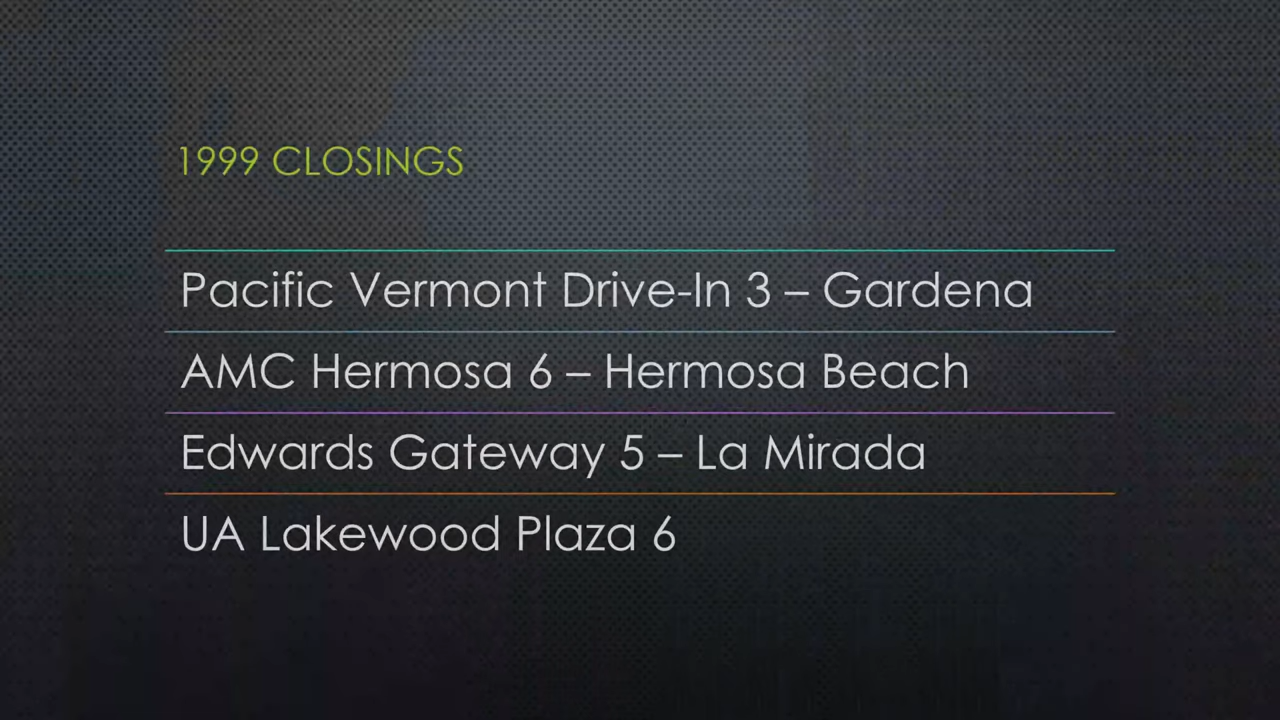 1999 CLOSINGS
Pacific Vermont Drive-In 3 – Gardena
AMC Hermosa 6 – Hermosa Beach
Edwards Gateway 5 – La Mirada
UA Lakewood Plaza 6